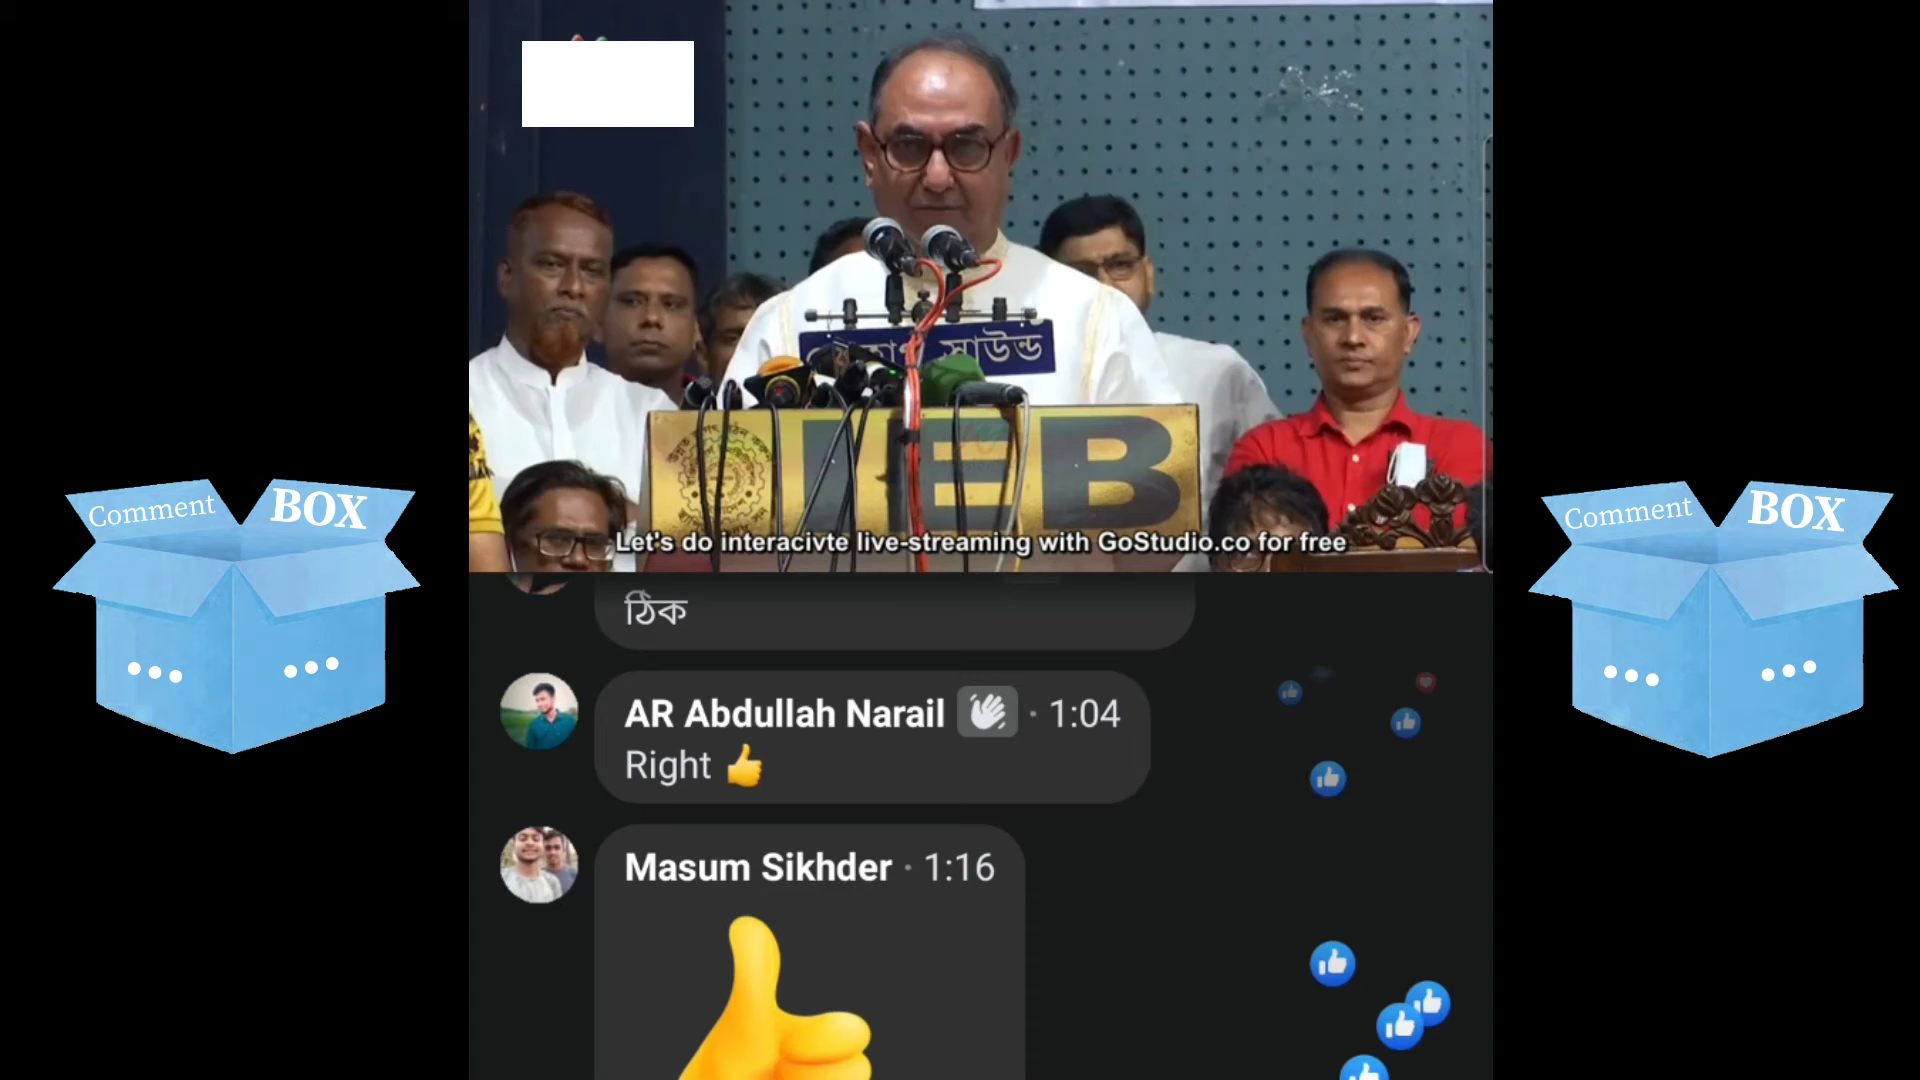 সাউন্ড
IEB
Let's do interacivte live-streaming with GoStudio.co for free
ঠিক
Comment BOX
Comment BOX
AR Abdullah Narail · 1:04
Right 👍
Masum Sikhder · 1:16